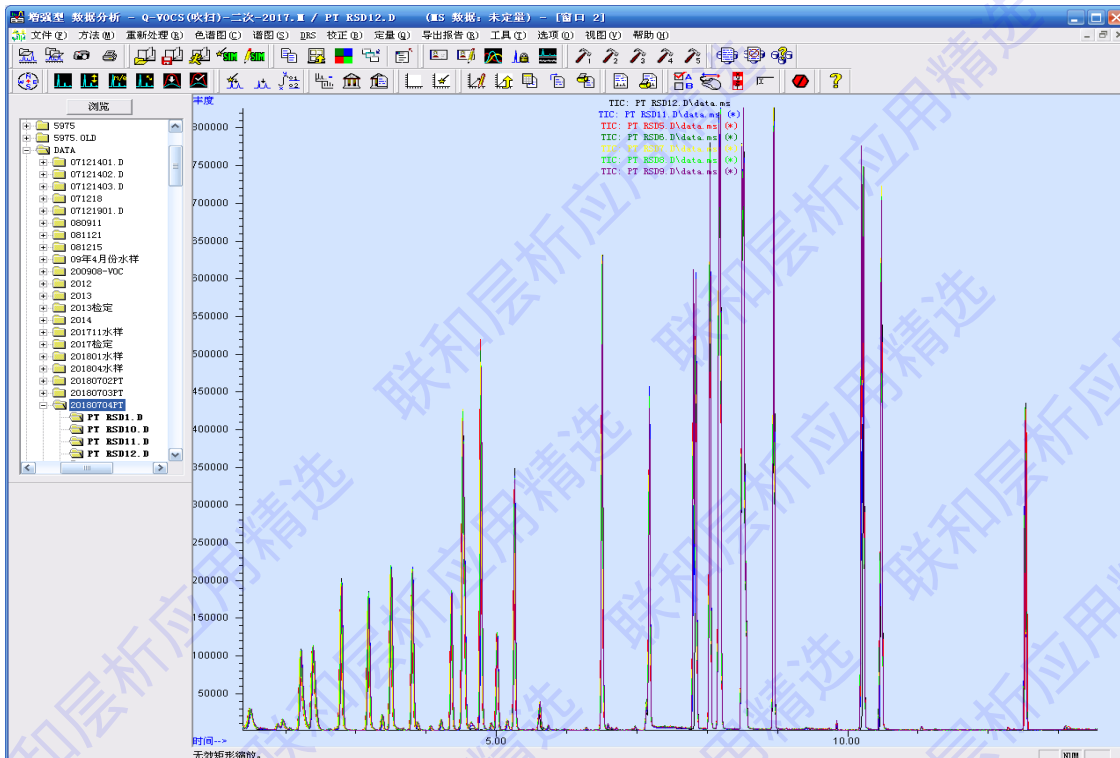 增强型 数据分析 - Q-VOCS(吹扫)-二次-2017.M / PT RSD12.D (MS 数据: 未定量) - [窗口 2]
文件(F) 方法(M) 重新处理(R) 色谱图(C) 谱图(S) DRS 校正(B) 定量(Q) 导出报告(R) 工具(T) 选项(O) 视图(V) 帮助(H)
浏览
5975
5975.OLD
DATA
07121401.D
07121402.D
07121403.D
071218
07121901.D
080911
081121
081215
09年4月份水样
200908-VOC
2012
2013
2013检定
2014
201711水样
2017检定
201801水样
201804水样
20180702PT
20180703PT
20180704PT
PT RSD1.D
PT RSD10.D
PT RSD11.D
PT RSD12.D
丰度
TIC: PT RSD12.D\data.ms
TIC: PT RSD11.D\data.ms (*)
TIC: PT RSD5.D\data.ms (*)
TIC: PT RSD6.D\data.ms (*)
TIC: PT RSD8.D\data.ms (*)
TIC: PT RSD9.D\data.ms (*)
800000
750000
700000
650000
600000
550000
500000
450000
400000
350000
300000
250000
200000
150000
100000
50000
时间-->
5.00
10.00
无效矩形缩放。
NUM
联和层析应用精选